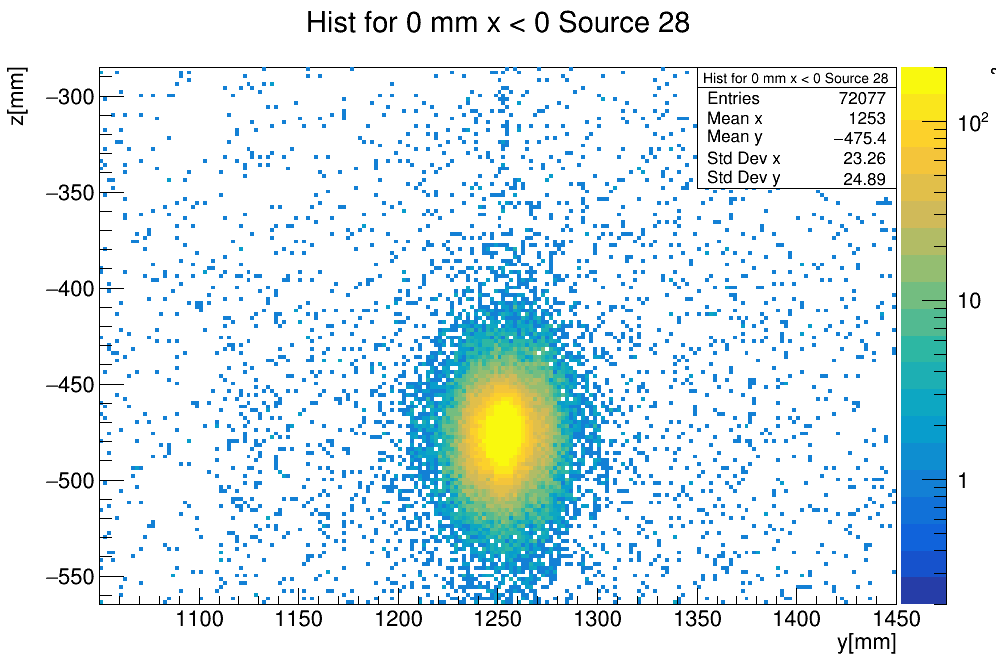 Hist for 0 mm x < 0 Source 28
z[mm]
Hist for 0 mm x < 0 Source 28
Entries 72077
Mean x 1253
Mean y −475.4
Std Dev x 23.26
Std Dev y 24.89
−300
−350
−400
−450
−500
−550
1100 1150 1200 1250 1300 1350 1400 1450
y[mm]
10²
10
1